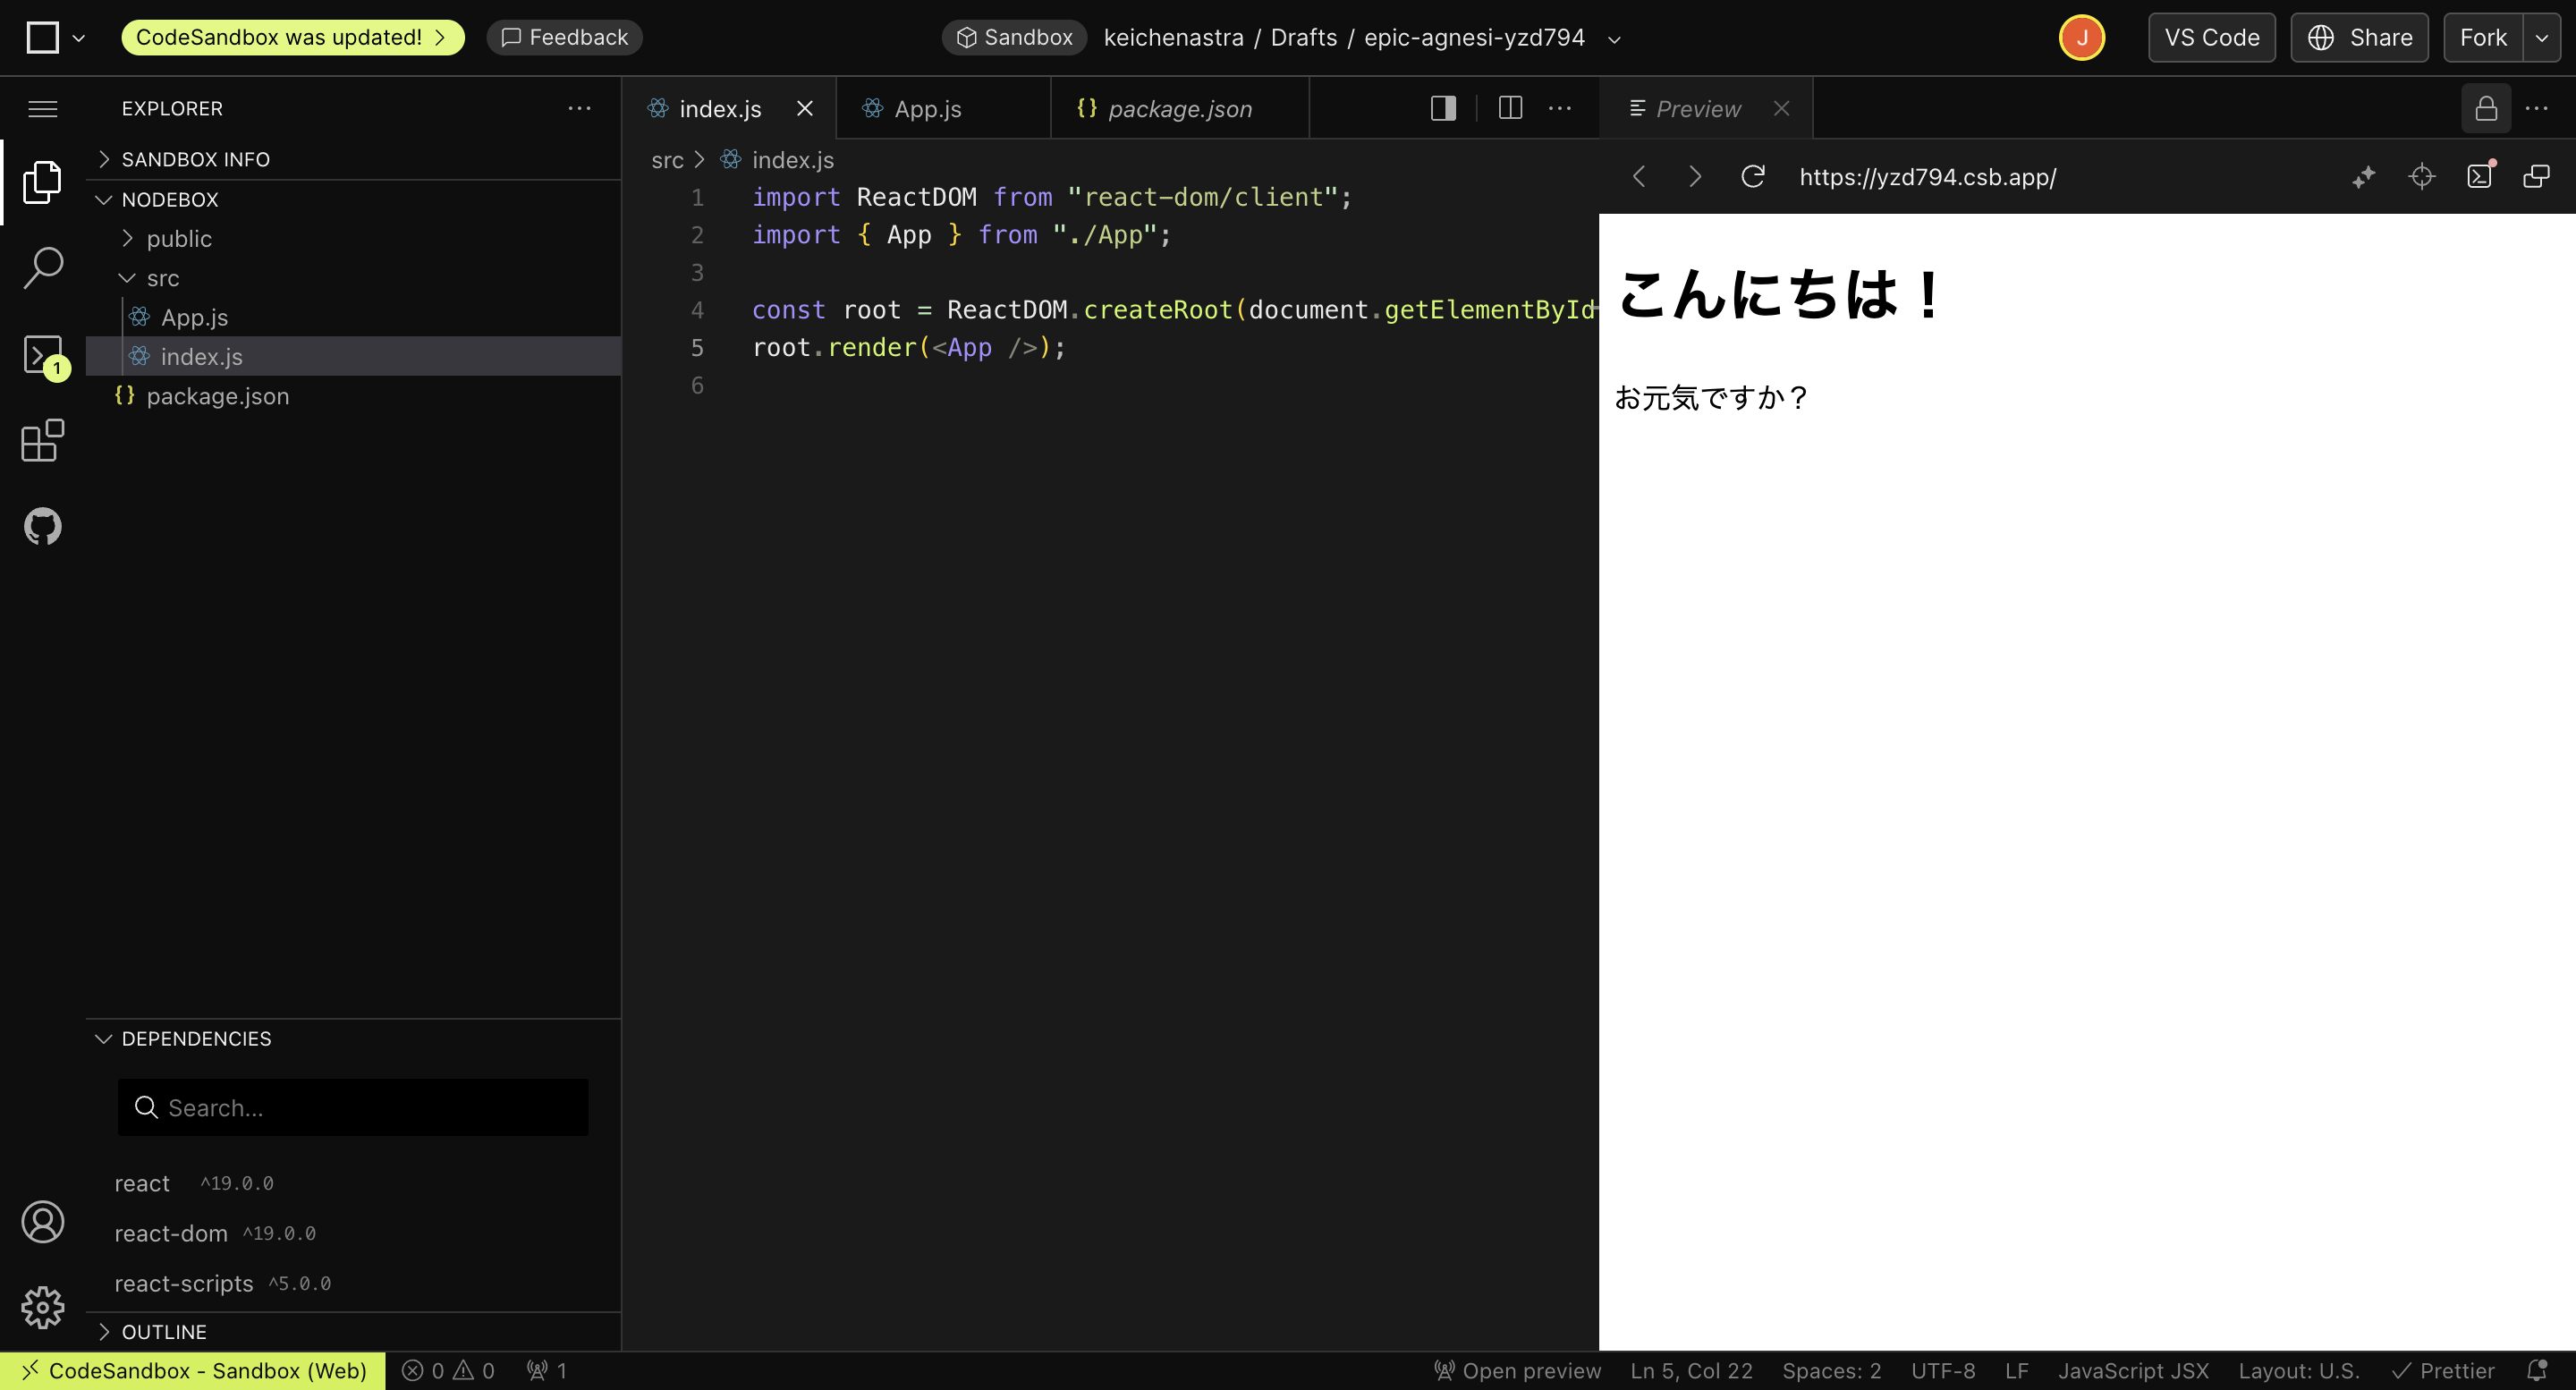 CodeSandbox was updated!
Feedback
Sandbox
keichenastra / Drafts / epic-agnesi-yzd794
J
VS Code
Share
Fork
EXPLORER
SANDBOX INFO
NODEBOX
public
src
App.js
index.js
package.json
1
DEPENDENCIES
Search...
react ^19.0.0
react-dom ^19.0.0
react-scripts ^5.0.0
OUTLINE
index.js
App.js
package.json
src > index.js
1 import ReactDOM from "react-dom/client";
2 import { App } from "./App";
3
4 const root = ReactDOM.createRoot(document.getElementById
5 root.render(<App />);
6
Preview
https://yzd794.csb.app/
こんにちは！
お元気ですか？
CodeSandbox - Sandbox (Web)
0
0
1
Open preview
Ln 5, Col 22
Spaces: 2
UTF-8
LF
JavaScript JSX
Layout: U.S.
Prettier